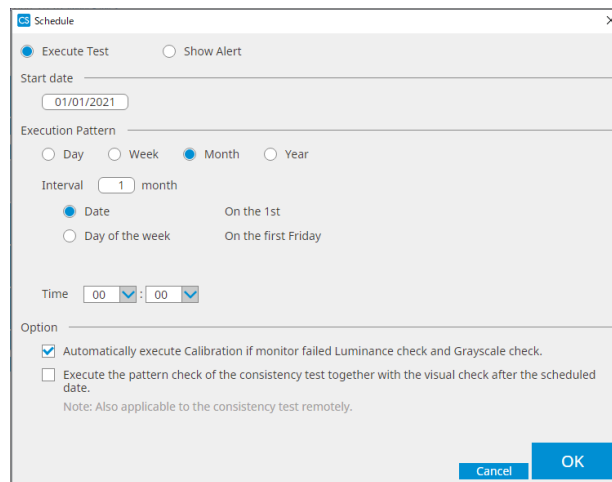 CS Schedule
Execute Test Show Alert
Start date
01/01/2021
Execution Pattern
Day Week Month Year
Interval 1 month
Date On the 1st
Day of the week On the first Friday
Time 00 : 00
Option
Automatically execute Calibration if monitor failed Luminance check and Grayscale check.
Execute the pattern check of the consistency test together with the visual check after the scheduled
date.
Note: Also applicable to the consistency test remotely.
Cancel OK